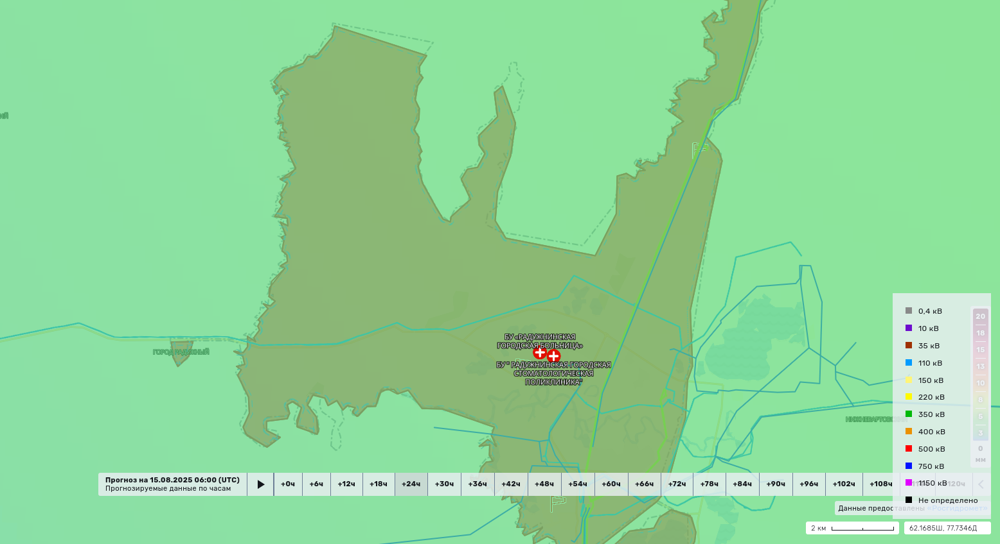 ий
БУ «РАДУЖНИНСКАЯ
ГОРОДСКАЯ БОЛЬНИЦА»
ГОРОД РАДУЖНЫЙ
БУ " РАДУЖНИНСКАЯ ГОРОДСКАЯ
СТОМАТОЛОГИЧЕСКАЯ
ПОЛИКЛИНИКА"
0,4 кВ
10 кВ
35 кВ
110 кВ
150 кВ
220 кВ
350 кВ
400 кВ
500 кВ
750 кВ
1150 кВ
Не определено
20
18
15
13
10
8
5
3
0
мм
Прогноз на 15.08.2025 06:00 (UTC)
Прогнозируемые данные по часам
+0ч +6ч +12ч +18ч +24ч +30ч +36ч +42ч +48ч +54ч +60ч +66ч +72ч +78ч +84ч +90ч +96ч +102ч +108ч
Данные предоставлены «Росгидромет»
2 км
62.1685Ш, 77.7346Д